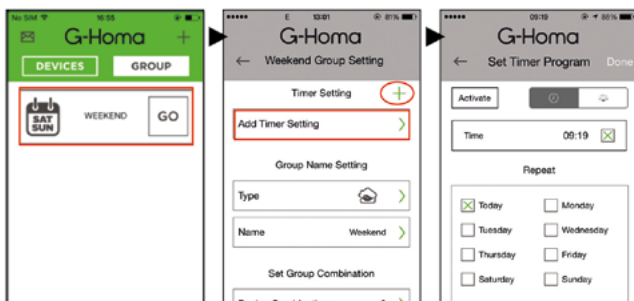 No SIM 16:55
G-Homa
DEVICES GROUP
SAT
SUN
WEEKEND
GO
E 13:01 81%
G-Homa
Weekend Group Setting
Timer Setting
Add Timer Setting
Group Name Setting
Type
Name Weekend
Set Group Combination
09:19 86%
G-Homa
Set Timer Program Done
Activate
Time 09:19
Repeat
Today Monday
Tuesday Wednesday
Thursday Friday
Saturday Sunday